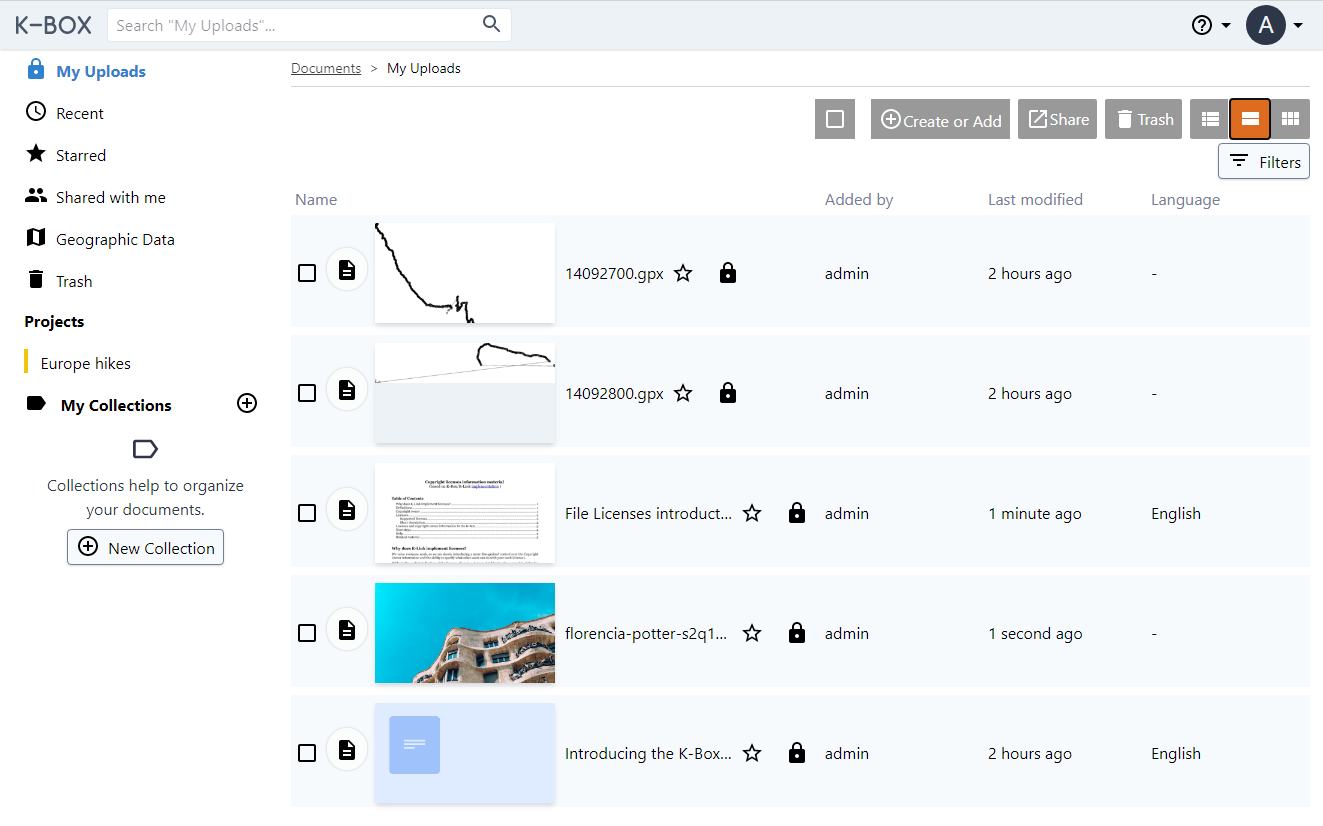 K-BOX
Search "My Uploads"...
A
My Uploads
Recent
Starred
Shared with me
Geographic Data
Trash
Projects
Europe hikes
My Collections
Collections help to organize
your documents.
New Collection
Documents > My Uploads
Create or Add
Share
Trash
Filters
Name Added by Last modified Language
14092700.gpx admin 2 hours ago -
14092800.gpx admin 2 hours ago -
Copyright licenses information material
(based on K-Box/K-Link implementation )
Table of Contents
Why does K-Link implement licenses?
File Licenses introduct... admin 1 minute ago English
florencia-potter-s2q1... admin 1 second ago -
Introducing the K-Box... admin 2 hours ago English